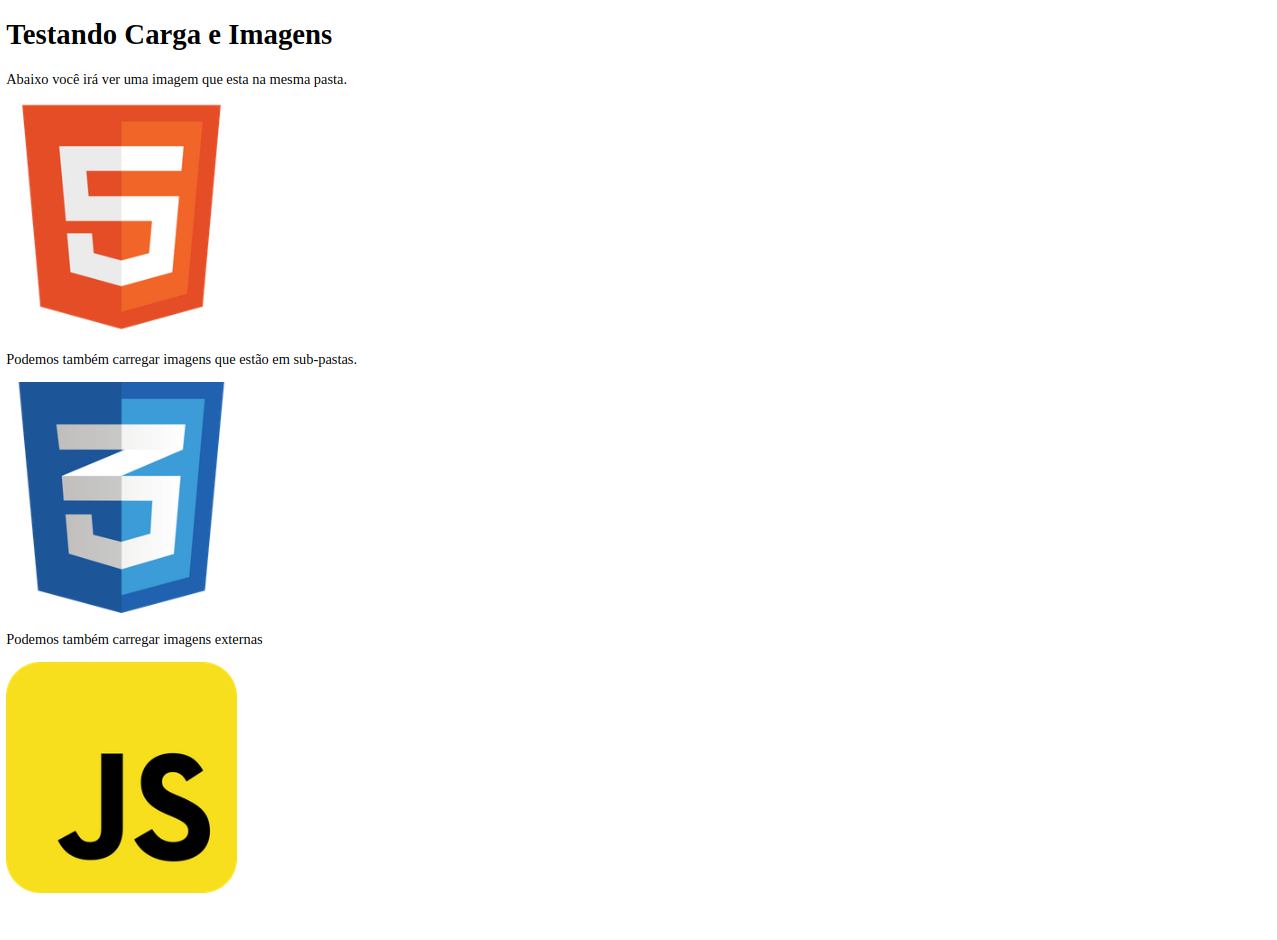 Testando Carga e Imagens
Abaixo você irá ver uma imagem que esta na mesma pasta.
5
Podemos também carregar imagens que estão em sub-pastas.
3
Podemos também carregar imagens externas
JS